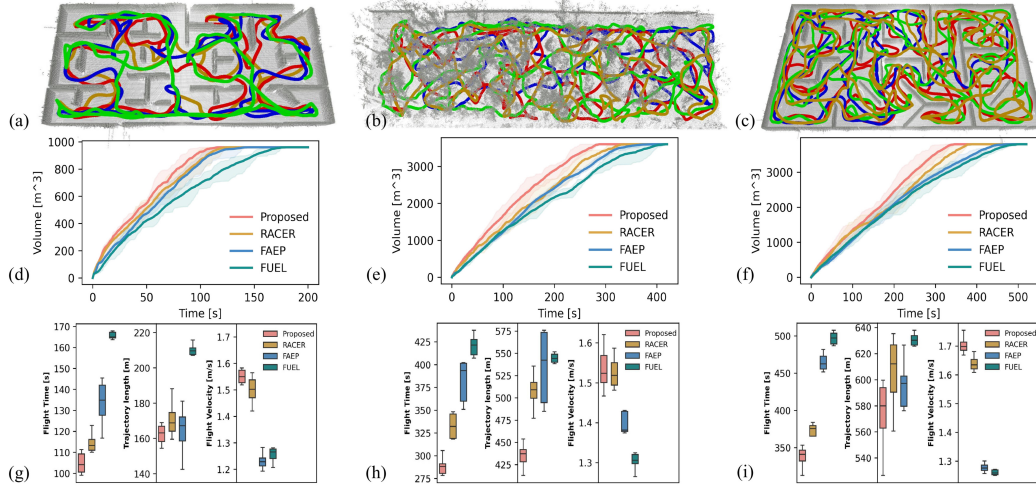 (a)
(b)
(c)
1000
800
600
400
200
0
Volume [m^3]
Proposed
RACER
FAEP
FUEL
0 50 100 150 200
Time [s]
(d)
3000
2000
1000
0
Volume [m^3]
Proposed
RACER
FAEP
FUEL
0 100 200 300 400
Time [s]
(e)
3000
2000
1000
0
Volume [m^3]
Proposed
RACER
FAEP
FUEL
0 100 200 300 400 500
Time [s]
(f)
170
160
150
140
130
120
110
100
Flight Time [s]
220
200
180
160
140
Trajectory length [m]
1.7
1.6
1.5
1.4
1.3
1.2
Flight Velocity [m/s]
Proposed
RACER
FAEP
FUEL
(g)
425
400
375
350
325
300
275
Flight Time [s]
575
550
525
500
475
450
425
400
Trajectory length [m]
1.6
1.5
1.4
1.3
Flight Velocity [m/s]
Proposed
RACER
FAEP
FUEL
(h)
500
450
400
350
Flight Time [s]
640
620
600
580
560
540
Trajectory length [m]
1.7
1.6
1.5
1.4
1.3
Flight Velocity [m/s]
Proposed
RACER
FAEP
FUEL
(i)